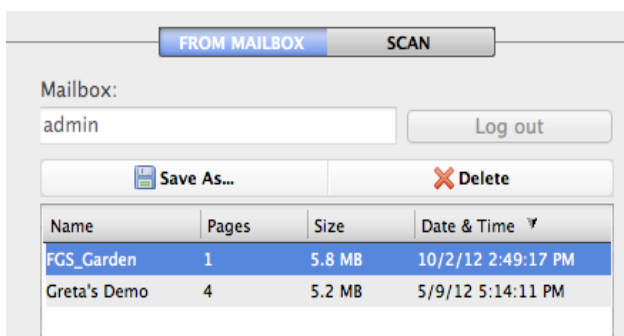 FROM MAILBOX SCAN
Mailbox:
admin Log out
Save As... Delete
Name Pages Size Date & Time
FGS_Garden 1 5.8 MB 10/2/12 2:49:17 PM
Greta's Demo 4 5.2 MB 5/9/12 5:14:11 PM